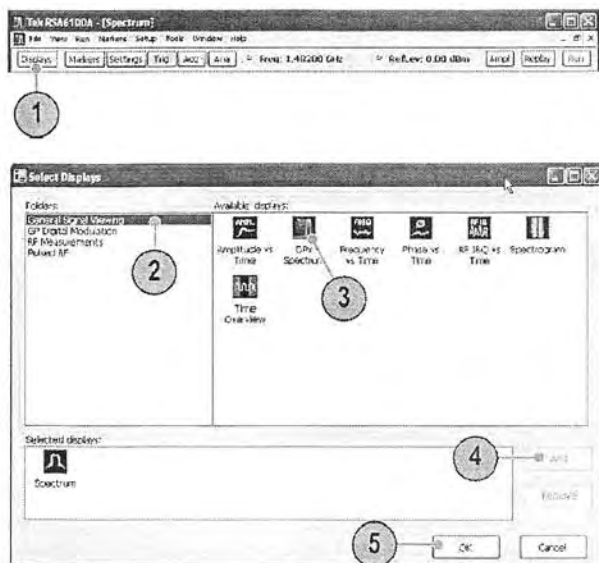 Tek RSA6100A - [Spectrum]
File View Run Markers Setup Tools Window Help
Displays Markers Settings Trig Acq Ana Freq: 1.48200 GHz RefLev: 0.00 dBm Ampl Replay Run
1
Select Displays
Folders: Available displays:
General Signal Viewing
GP Digital Modulation
RF Measurements
Pulsed RF
2
Amplitude vs Time
DPX Spectrum
Frequency vs Time
Phase vs Time
RF I&Q vs Time
Spectrogram
3
Time Overview
Selected displays:
Spectrum
4
Add
Remove
5
OK
Cancel